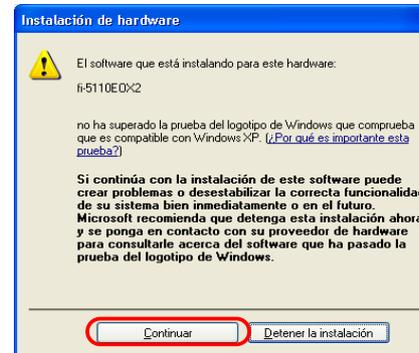 Instalación de hardware
El software que está instalando para este hardware:
fi-5110EOX2
no ha superado la prueba del logotipo de Windows que comprueba
que es compatible con Windows XP. (¿Por qué es importante esta
prueba?)
Si continúa con la instalación de este software puede
crear problemas o desestabilizar la correcta funcionalidad
de su sistema bien inmediatamente o en el futuro.
Microsoft recomienda que detenga esta instalación ahora
y se ponga en contacto con su proveedor de hardware
para consultarle acerca del software que ha pasado la
prueba del logotipo de Windows.
Continuar
Detener la instalación